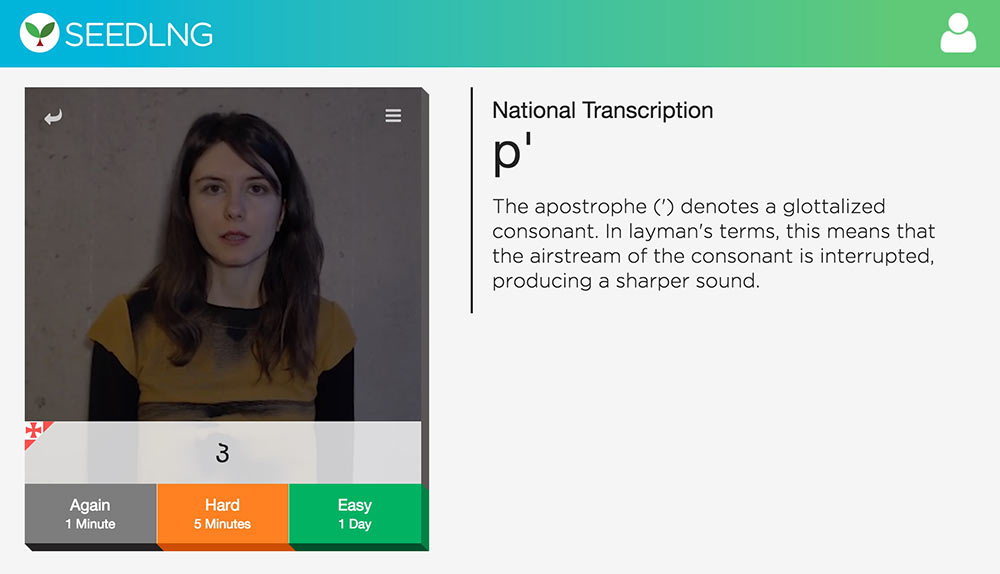 SEEDLNG
პ
Again
1 Minute
Hard
5 Minutes
Easy
1 Day
National Transcription
p'
The apostrophe (') denotes a glottalized
consonant. In layman's terms, this means that
the airstream of the consonant is interrupted,
producing a sharper sound.